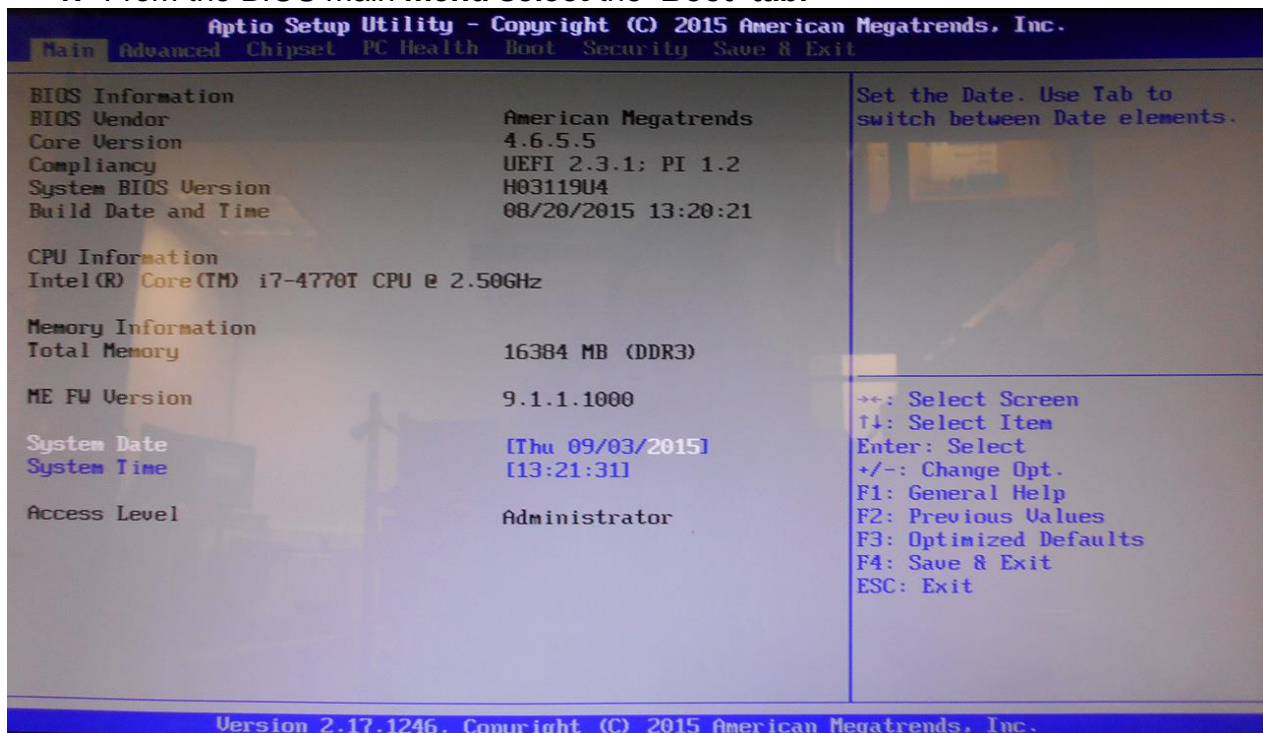 From the BIOS main menu select the "Boot" tab.
Aptio Setup Utility – Copyright (C) 2015 American Megatrends, Inc.
Main Advanced Chipset PC Health Boot Security Save & Exit
BIOS Information
BIOS Vendor American Megatrends
Core Version 4.6.5.5
Compliancy UEFI 2.3.1; PI 1.2
System BIOS Version H03119U4
Build Date and Time 08/20/2015 13:20:21
CPU Information
Intel(R) Core(TM) i7-4770T CPU @ 2.50GHz
Memory Information
Total Memory 16384 MB (DDR3)
ME FW Version 9.1.1.1000
System Date [Thu 09/03/2015]
System Time [13:21:31]
Access Level Administrator
Set the Date. Use Tab to
switch between Date elements.
→←: Select Screen
↑↓: Select Item
Enter: Select
+/-: Change Opt.
F1: General Help
F2: Previous Values
F3: Optimized Defaults
F4: Save & Exit
ESC: Exit
Version 2.17.1246. Copyright (C) 2015 American Megatrends, Inc.